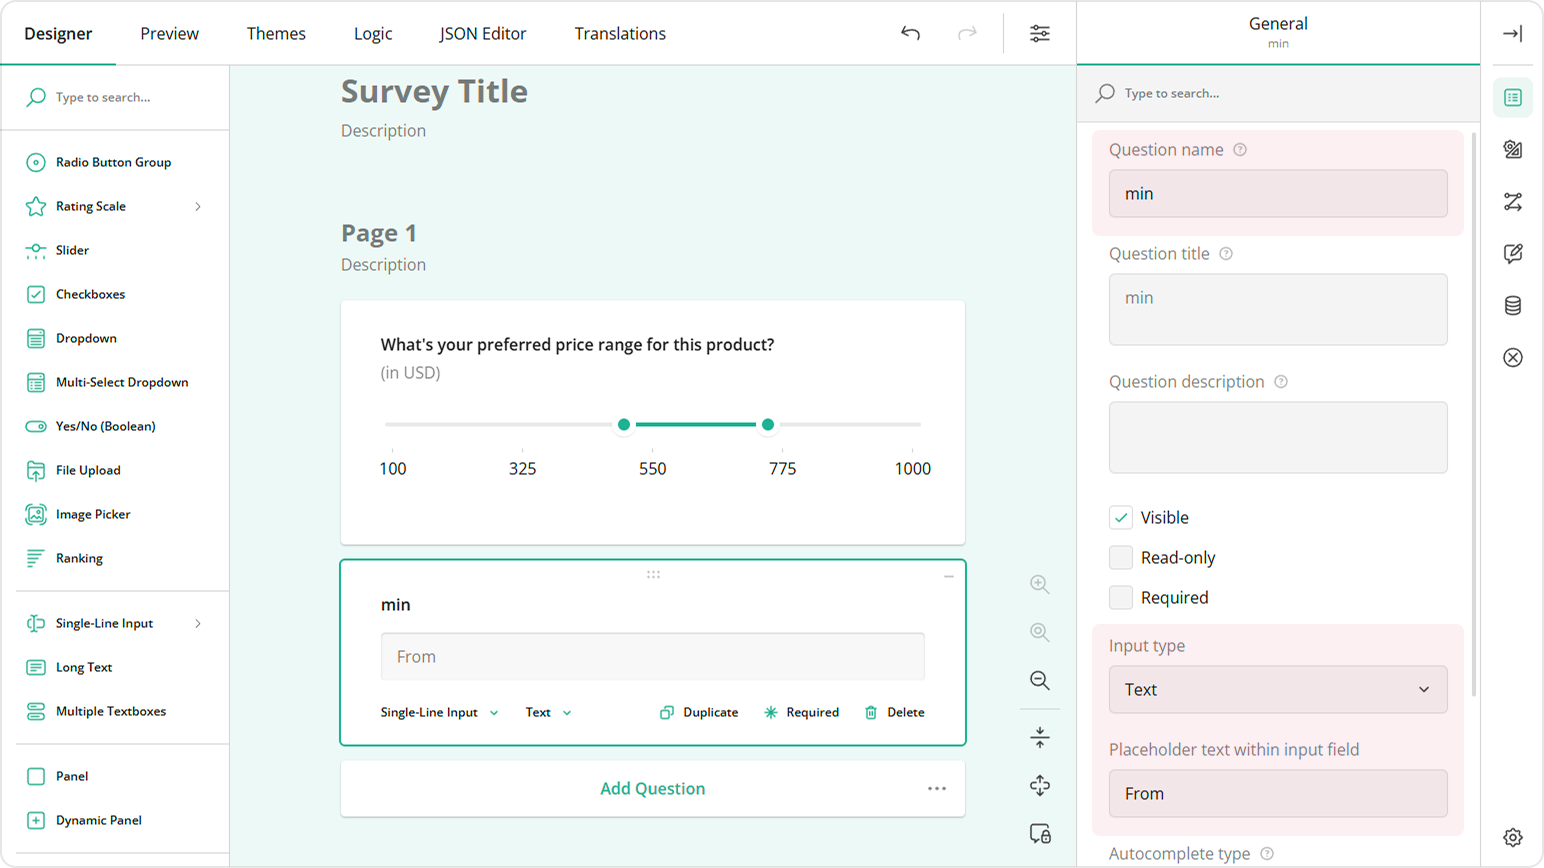 Designer
Preview
Themes
Logic
JSON Editor
Translations
General
min
Type to search...
Radio Button Group
Rating Scale
Slider
Checkboxes
Dropdown
Multi-Select Dropdown
Yes/No (Boolean)
File Upload
Image Picker
Ranking
Single-Line Input
Long Text
Multiple Textboxes
Panel
Dynamic Panel
Survey Title
Description
Page 1
Description
What's your preferred price range for this product?
(in USD)
100 325 550 775 1000
min
From
Single-Line Input Text Duplicate Required Delete
Add Question
Type to search...
Question name
min
Question title
min
Question description
Visible
Read-only
Required
Input type
Text
Placeholder text within input field
From
Autocomplete type